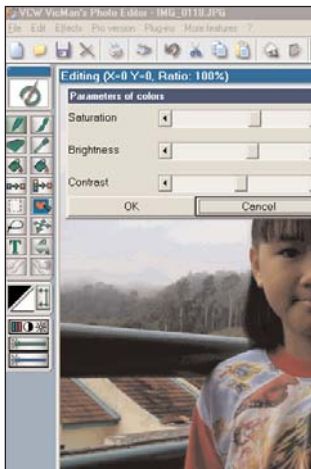 VCW VicMan's Photo Editor - IMG_0118.JPG
File Edit Effects Pro version Plug-ins More features ?
Editing (X=0 Y=0, Ratio: 100%)
Parameters of colors
Saturation
Brightness
Contrast
OK Cancel
T